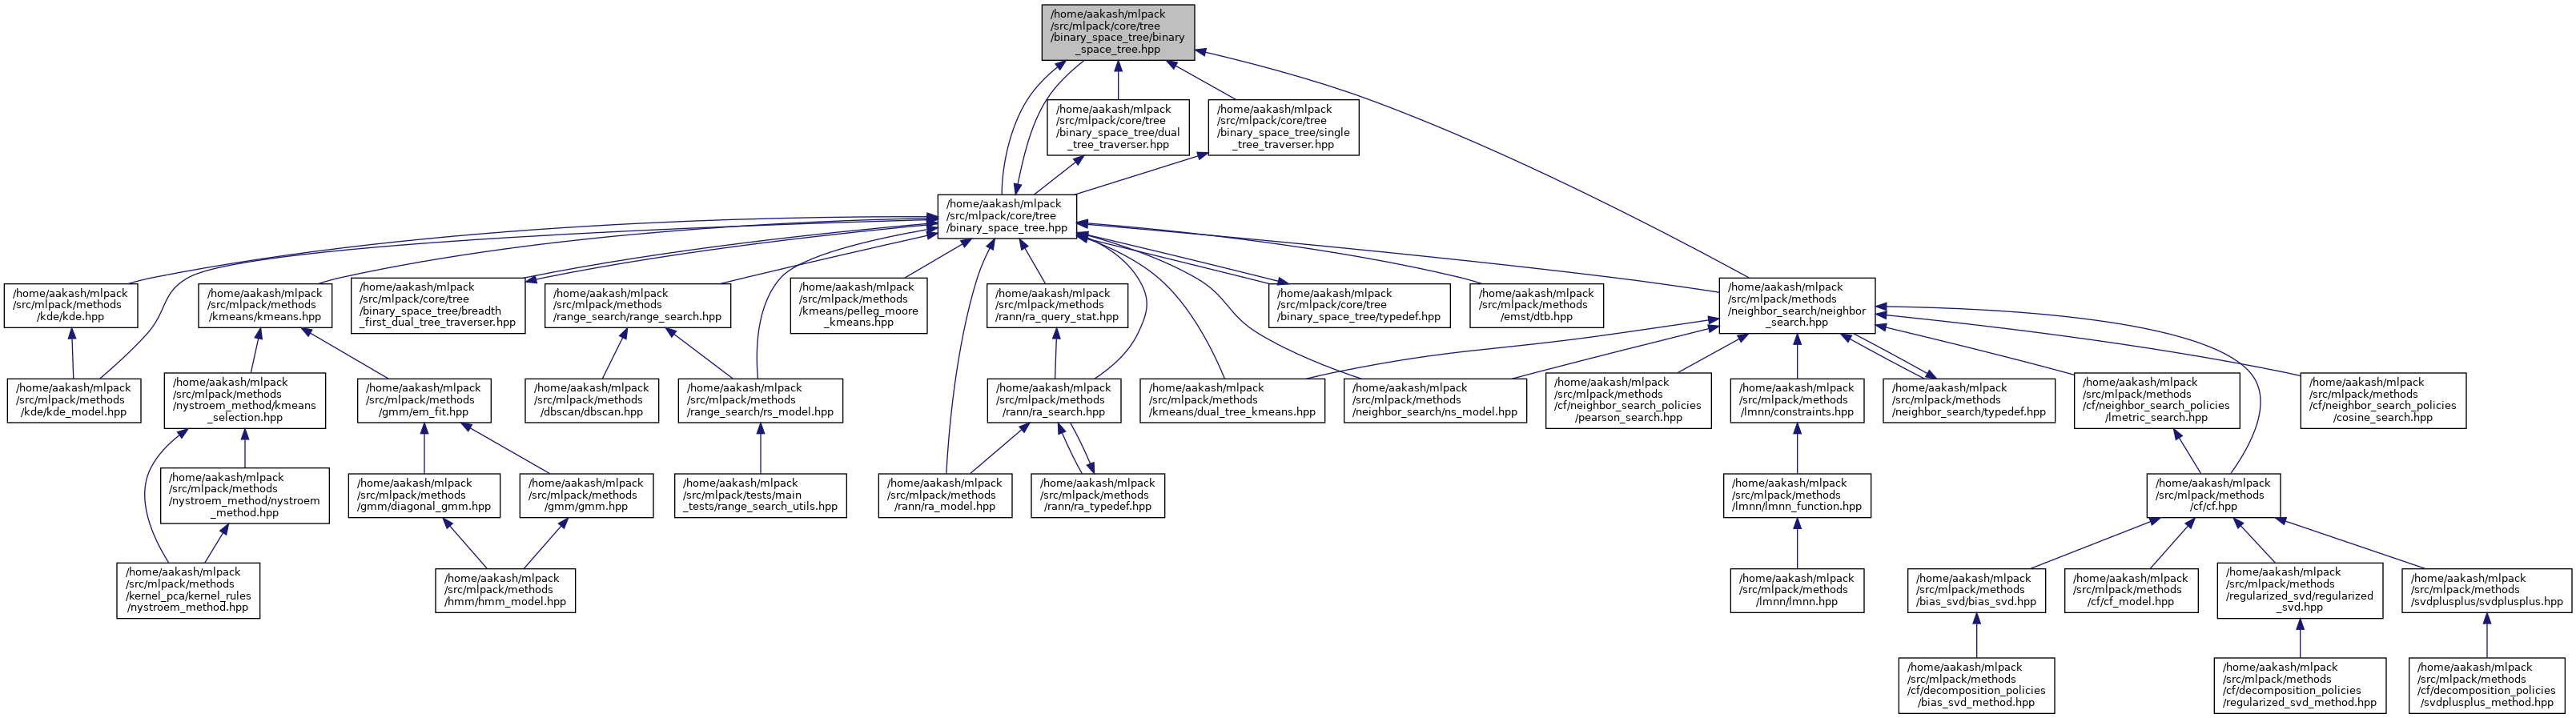 /home/aakash/mlpack
/src/mlpack/core/tree
/binary_space_tree/binary
_space_tree.hpp
/home/aakash/mlpack
/src/mlpack/core/tree
/binary_space_tree/dual
_tree_traverser.hpp
/home/aakash/mlpack
/src/mlpack/core/tree
/binary_space_tree/single
_tree_traverser.hpp
/home/aakash/mlpack
/src/mlpack/core/tree
/binary_space_tree.hpp
/home/aakash/mlpack
/src/mlpack/methods
/kde/kde.hpp
/home/aakash/mlpack
/src/mlpack/methods
/kmeans/kmeans.hpp
/home/aakash/mlpack
/src/mlpack/core/tree
/binary_space_tree/breadth
_first_dual_tree_traverser.hpp
/home/aakash/mlpack
/src/mlpack/methods
/range_search/range_search.hpp
/home/aakash/mlpack
/src/mlpack/methods
/kmeans/pelleg_moore
_kmeans.hpp
/home/aakash/mlpack
/src/mlpack/methods
/rann/ra_query_stat.hpp
/home/aakash/mlpack
/src/mlpack/core/tree
/binary_space_tree/typedef.hpp
/home/aakash/mlpack
/src/mlpack/methods
/emst/dtb.hpp
/home/aakash/mlpack
/src/mlpack/methods
/neighbor_search/neighbor
_search.hpp
/home/aakash/mlpack
/src/mlpack/methods
/kde/kde_model.hpp
/home/aakash/mlpack
/src/mlpack/methods
/nystroem_method/kmeans
_selection.hpp
/home/aakash/mlpack
/src/mlpack/methods
/gmm/em_fit.hpp
/home/aakash/mlpack
/src/mlpack/methods
/dbscan/dbscan.hpp
/home/aakash/mlpack
/src/mlpack/methods
/range_search/rs_model.hpp
/home/aakash/mlpack
/src/mlpack/methods
/rann/ra_search.hpp
/home/aakash/mlpack
/src/mlpack/methods
/kmeans/dual_tree_kmeans.hpp
/home/aakash/mlpack
/src/mlpack/methods
/neighbor_search/ns_model.hpp
/home/aakash/mlpack
/src/mlpack/methods
/cf/neighbor_search_policies
/pearson_search.hpp
/home/aakash/mlpack
/src/mlpack/methods
/lmnn/constraints.hpp
/home/aakash/mlpack
/src/mlpack/methods
/neighbor_search/typedef.hpp
/home/aakash/mlpack
/src/mlpack/methods
/cf/neighbor_search_policies
/lmetric_search.hpp
/home/aakash/mlpack
/src/mlpack/methods
/cf/neighbor_search_policies
/cosine_search.hpp
/home/aakash/mlpack
/src/mlpack/methods
/nystroem_method/nystroem
_method.hpp
/home/aakash/mlpack
/src/mlpack/methods
/gmm/diagonal_gmm.hpp
/home/aakash/mlpack
/src/mlpack/methods
/gmm/gmm.hpp
/home/aakash/mlpack
/src/mlpack/tests/main
_tests/range_search_utils.hpp
/home/aakash/mlpack
/src/mlpack/methods
/rann/ra_model.hpp
/home/aakash/mlpack
/src/mlpack/methods
/rann/ra_typedef.hpp
/home/aakash/mlpack
/src/mlpack/methods
/lmnn/lmnn_function.hpp
/home/aakash/mlpack
/src/mlpack/methods
/cf/cf.hpp
/home/aakash/mlpack
/src/mlpack/methods
/kernel_pca/kernel_rules
/nystroem_method.hpp
/home/aakash/mlpack
/src/mlpack/methods
/hmm/hmm_model.hpp
/home/aakash/mlpack
/src/mlpack/methods
/lmnn/lmnn.hpp
/home/aakash/mlpack
/src/mlpack/methods
/bias_svd/bias_svd.hpp
/home/aakash/mlpack
/src/mlpack/methods
/cf/cf_model.hpp
/home/aakash/mlpack
/src/mlpack/methods
/regularized_svd/regularized
_svd.hpp
/home/aakash/mlpack
/src/mlpack/methods
/svdplusplus/svdplusplus.hpp
/home/aakash/mlpack
/src/mlpack/methods
/cf/decomposition_policies
/bias_svd_method.hpp
/home/aakash/mlpack
/src/mlpack/methods
/cf/decomposition_policies
/regularized_svd_method.hpp
/home/aakash/mlpack
/src/mlpack/methods
/cf/decomposition_policies
/svdplusplus_method.hpp